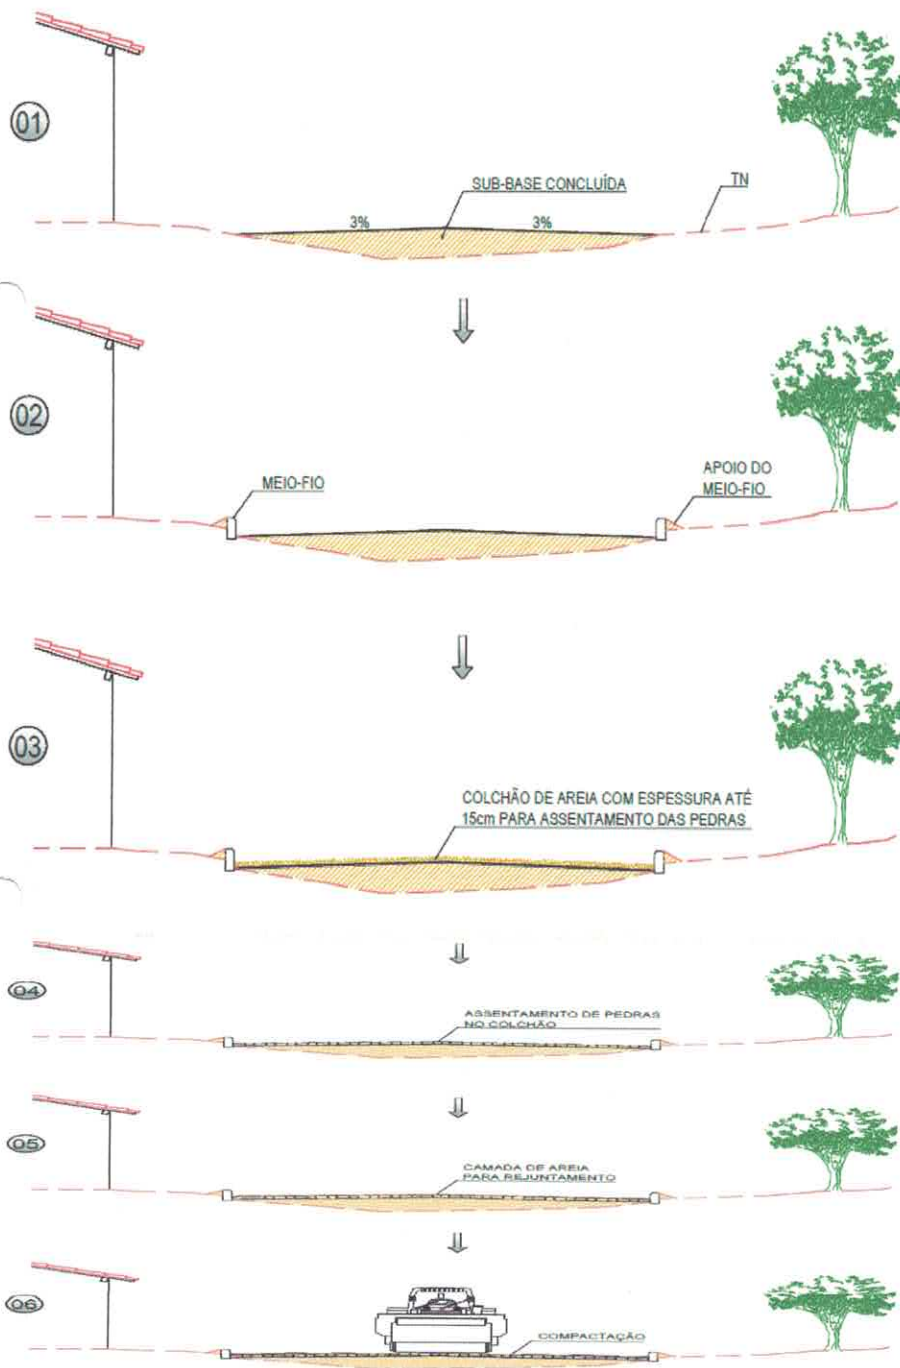 01
SUB-BASE CONCLUÍDA
TN
3%
3%
02
MEIO-FIO
APOIO DO
MEIO-FIO
03
COLCHÃO DE AREIA COM ESPESSURA ATÉ
15cm PARA ASSENTAMENTO DAS PEDRAS
04
ASSENTAMENTO DE PEDRAS
NO COLCHÃO
05
CAMADA DE AREIA
PARA REJUNTAMENTO
06
COMPACTAÇÃO